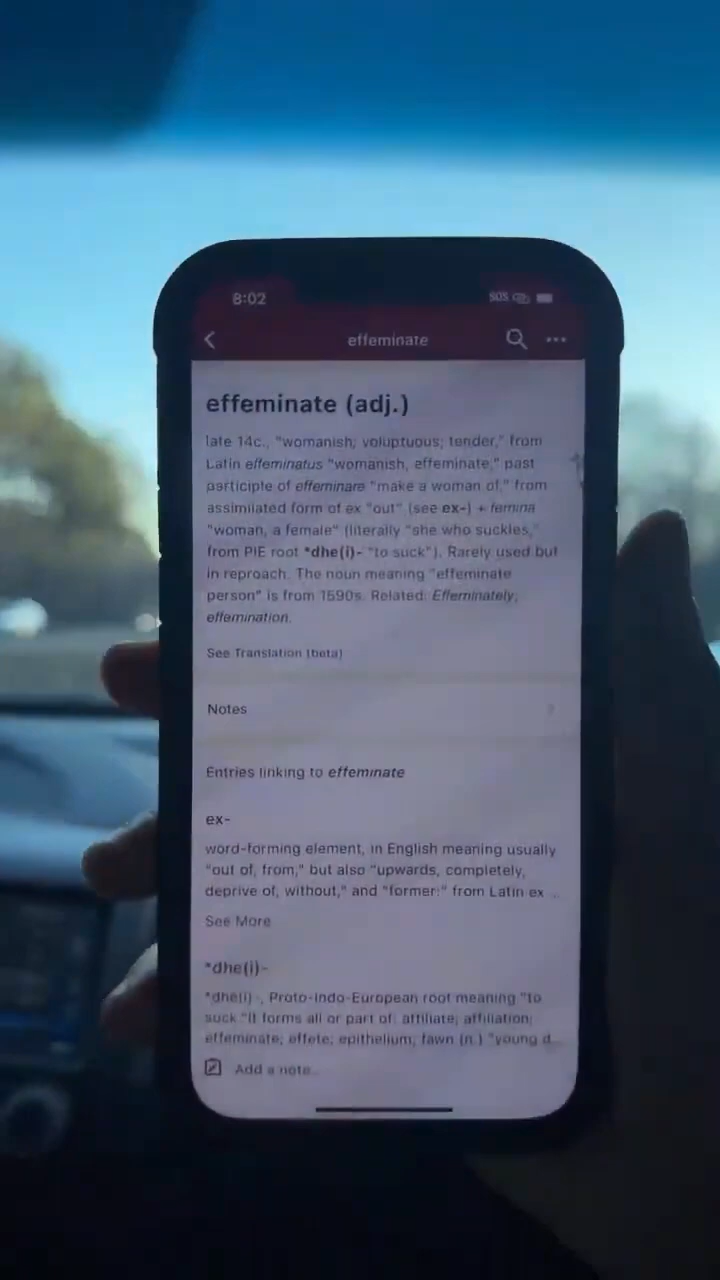 8:02
SOS
effeminate
effeminate (adj.)
late 14c., "womanish; voluptuous; tender," from
Latin effeminatus "womanish, effeminate," past
participle of effeminare "make a woman of," from
assimilated form of ex "out" (see ex-) + femina
"woman, a female" (literally "she who suckles,"
from PIE root *dhe(i)- "to suck"). Rarely used but
in reproach. The noun meaning "effeminate
person" is from 1590s. Related: Effeminately;
effemination.
See Translation (beta)
Notes
Entries linking to effeminate
ex-
word-forming element, in English meaning usually
"out of, from," but also "upwards, completely,
deprive of, without," and "former;" from Latin ex ...
See More
*dhe(i)-
*dhe(i)-, Proto-Indo-European root meaning "to
suck."It forms all or part of: affiliate; affiliation;
effeminate; effete; epithelium; fawn (n.) "young d...
Add a note...